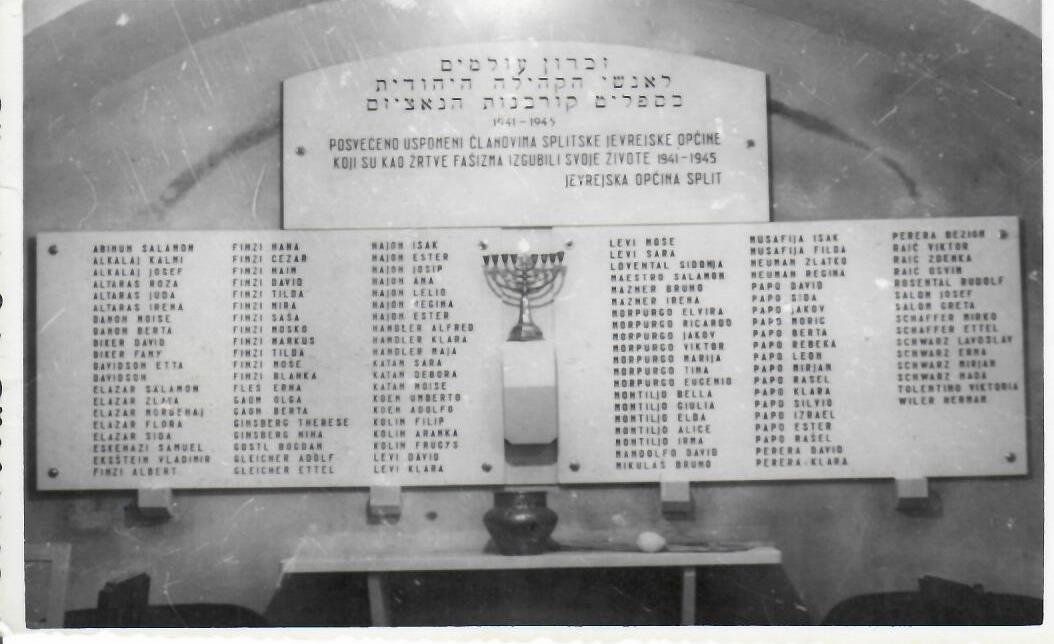 זכרון עולמים
לאנשי הקהילה היהודית
בספליט קורבנות הנאציזם
1941-1945
POSVEĆENO USPOMENI ČLANOVIMA SPLITSKE JEVREJSKE OPČINE
KOJI SU KAO ŽRTVE FAŠIZMA IZGUBILI SVOJE ŽIVOTE 1941-1945
JEVREJSKA OPČINA SPLIT
ABINUM SALAMON
ALKALAJ KALMI
ALKALAJ JOSEF
ALTARAS ROZA
ALTARAS JUDA
ALTARAS IRENA
DANON MOISE
DANON BERTA
DIKER DAVID
DIKER FANY
DAVIDSON ETTA
DAVIDSON
ELAZAR SALAMON
ELAZAR ZLATA
ELAZAR
ELAZAR FLORA
ELAZAR SIDA
ESKENAZI SAMUEL
EKSSTEIN VLADIMIR
FINZI ALBERT
FINZI HANA
FINZI CEZAR
FINZI HAIM
FINZI DAVID
FINZI TILDA
FINZI MIRA
FINZI SAŠA
FINZI MOSKO
FINZI MARKUS
FINZI TILDA
FINZI MOSE
FINZI BLANKA
FLES ERNA
GAON OLGA
GAON BERTA
GINSBERG THERESE
GINSBERG NINA
GOSTL BOGDAN
GLEICHER ADOLF
GLEICHER ETTEL
HAJON ISAK
HAJON ESTER
HAJON JOSIP
HAJON ANA
HAJON LELIO
HAJON REGINA
HAJON ESTER
HANDLER ALFRED
HANDLER KLARA
HANDLER MAJA
KATAN SARA
KATAN DEBORA
KATAN MOISE
KOEN UMBERTO
KOEN ADOLFO
KOLIN FILIP
KOLIN ARANKA
KOLIN FRUGYS
LEVI DAVID
LEVI KLARA
LEVI MOSE
LEVI SARA
LOVENTAL SIDONJA
MAESTRO SALAMON
MAZNER BRUNO
MAZNER IRENA
MORPURGO ELVIRA
MORPURGO RICARDO
MORPURGO JAKOV
MORPURGO VIKTOR
MORPURGO MARIJA
MORPURGO TINA
MORPURGO EUGENIO
MONTILJO BELLA
MONTILJO GIULIA
MONTILJO ELDA
MONTILJO ALICE
MONTILJO IRMA
MANDOLFO DAVID
MIKULAS BRUNO
MUSAFIJA ISAK
MUSAFIJA FILDA
NEUMAN ZLATKO
NEUMAN REGINA
PAPO DAVID
PAPO SIDA
PAPO JAKOV
PAPO MORIC
PAPO BERTA
PAPO REBEKA
PAPO LEON
PAPO MIRJAM
PAPO RASEL
PAPO KLARA
PAPO SILVIO
PAPO IZRAEL
PAPO ESTER
PAPO RAŠEL
PERERA DAVID
PERERA KLARA
PERERA BEZION
RAIĆ VIKTOR
RAIĆ ZDENKA
RAIĆ OSVIN
ROSENTAL RUDOLF
SALOM JOSEF
SALOM GRETA
SCHAFFER MIRKO
SCHAFFER ETTEL
SCHWARZ LAVOSLAV
SCHWARZ ERNA
SCHWARZ MIRJAM
SCHWARZ NADA
TOLENTINO VIKTORIA
WILER HERMAN